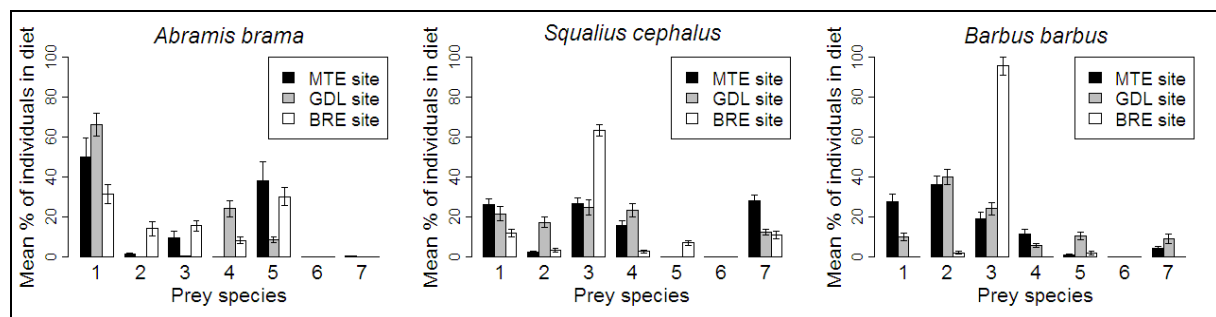 Abramis brama
Mean % of individuals in diet
0 20 40 60 80 100
MTE site
GDL site
BRE site
1 2 3 4 5 6 7
Prey species
Squalius cephalus
Mean % of individuals in diet
0 20 40 60 80 100
MTE site
GDL site
BRE site
1 2 3 4 5 6 7
Prey species
Barbus barbus
Mean % of individuals in diet
0 20 40 60 80 100
MTE site
GDL site
BRE site
1 2 3 4 5 6 7
Prey species